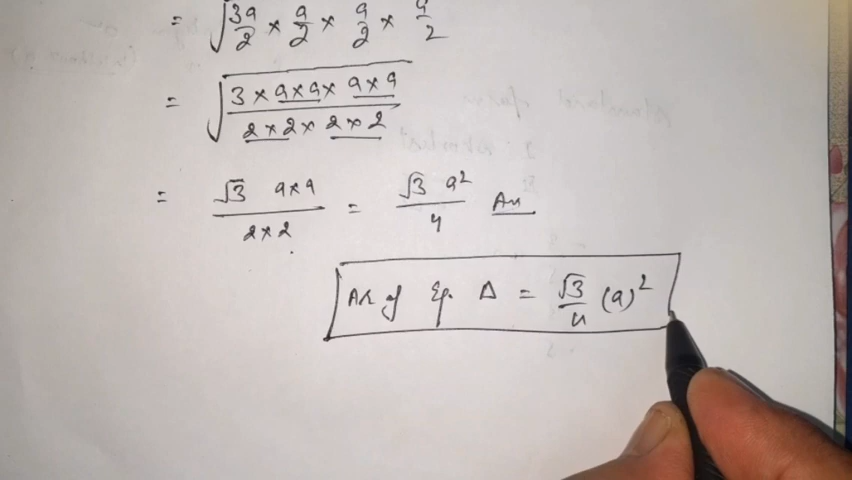 = √3a/2 × a/2 × a/2 × a/2
= √3 × a×a × a×a / 2×2 × 2×2
= √3 a×a / 2×2 = √3 a² / 4 An
Ar of Eq. Δ = √3/4 (a)²